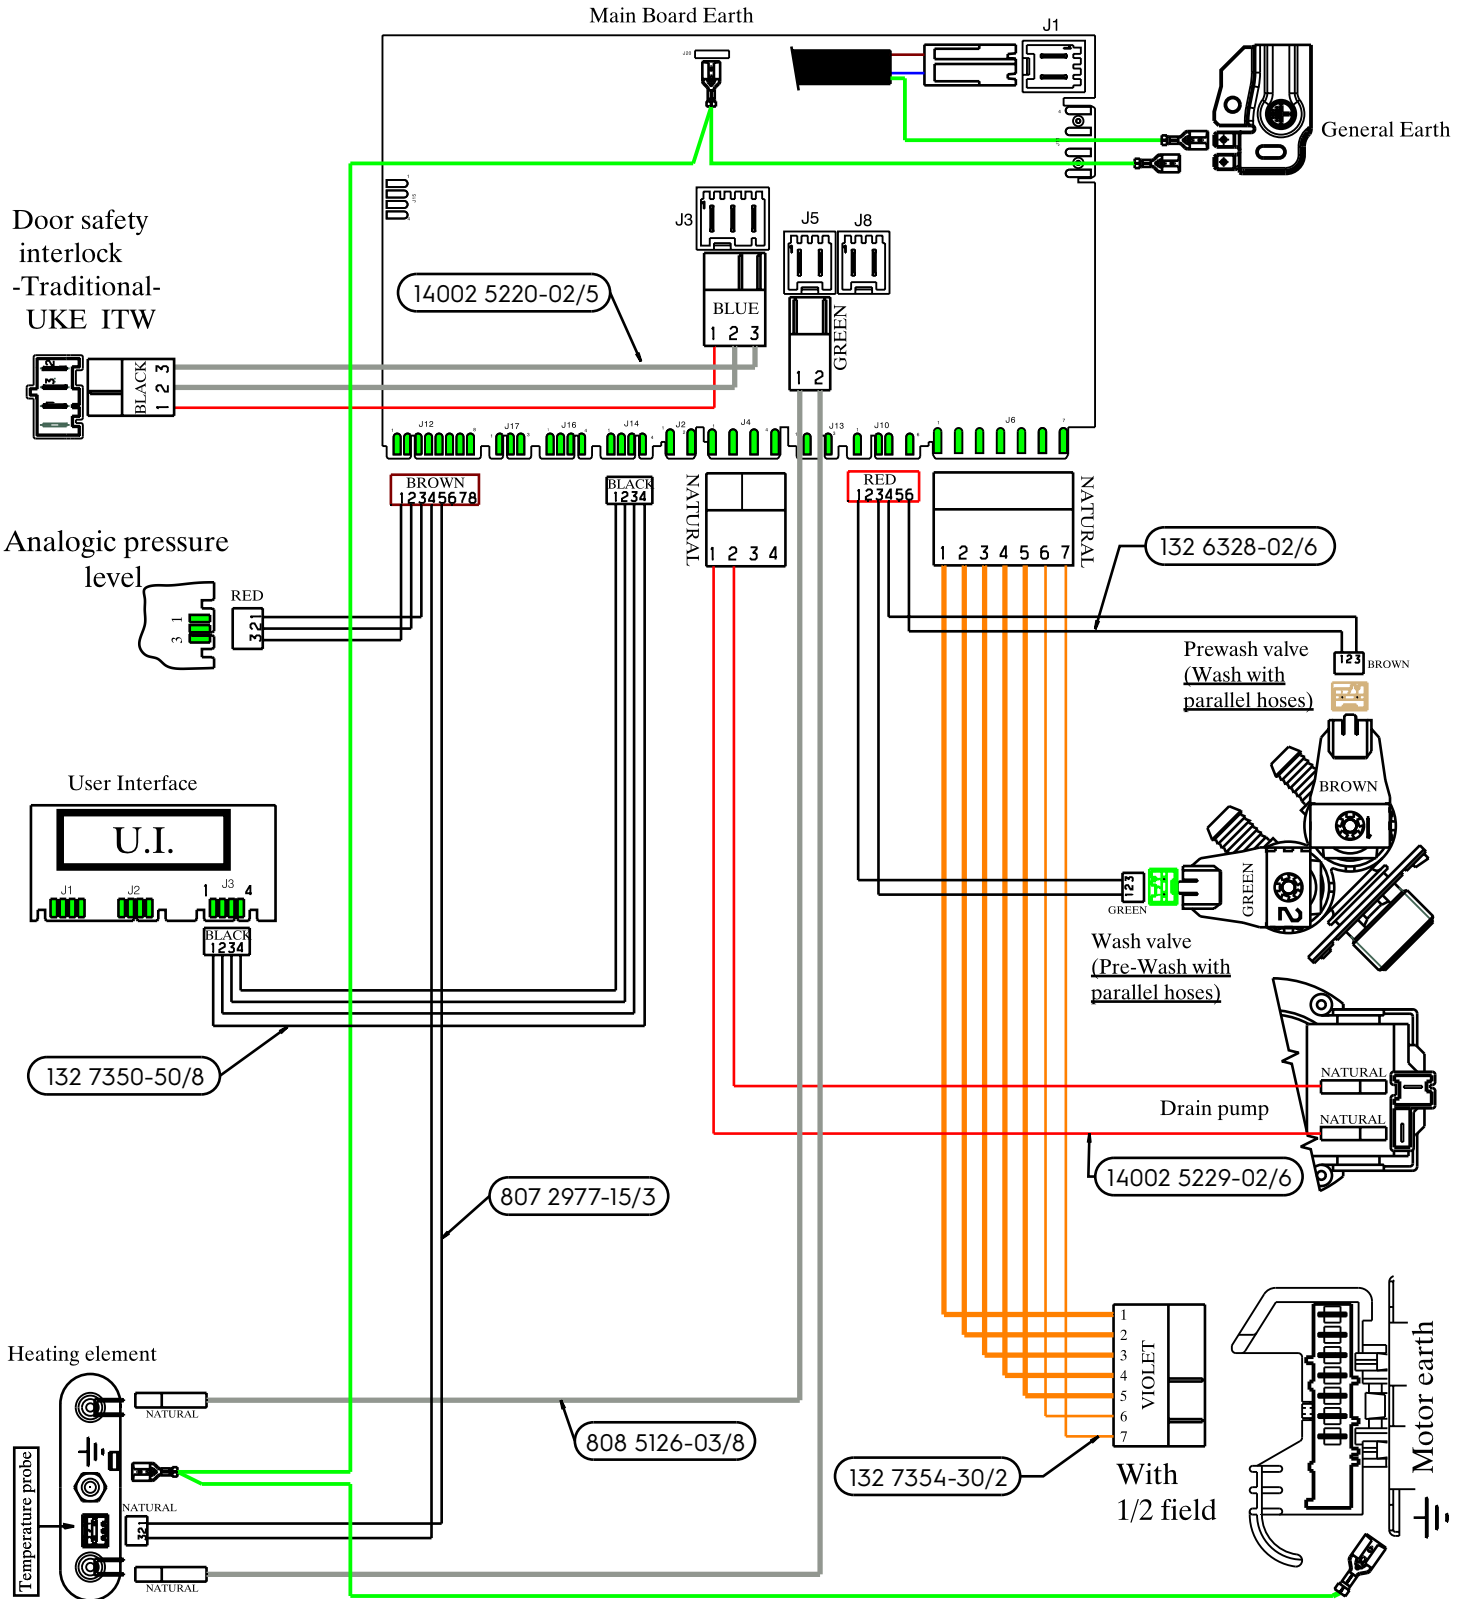 Main Board Earth
J1
J20
General Earth
Door safety
interlock
-Traditional-
UKE ITW
J3
J5
J8
14002 5220-02/5
BLUE
1 2 3
GREEN
1 2
BLACK
1 2 3
J12
J17
J16
J14
J2
J4
J13
J10
J6
BROWN
12345678
BLACK
1234
NATURAL
1 2 3 4
RED
123456
NATURAL
1 2 3 4 5 6 7
132 6328-02/6
Analogic pressure
level
1
3
RED
321
Prewash valve
(Wash with
parallel hoses)
123
BROWN
BROWN
1
User Interface
U.I.
J1
J2
1 J3 4
BLACK
1234
GREEN
2
123
GREEN
Wash valve
(Pre-Wash with
parallel hoses)
132 7350-50/8
NATURAL
Drain pump
NATURAL
14002 5229-02/6
807 2977-15/3
Heating element
NATURAL
808 5126-03/8
Temperature probe
NATURAL
321
NATURAL
1
2
3
4
5
6
7
VIOLET
132 7354-30/2
With
1/2 field
Motor earth